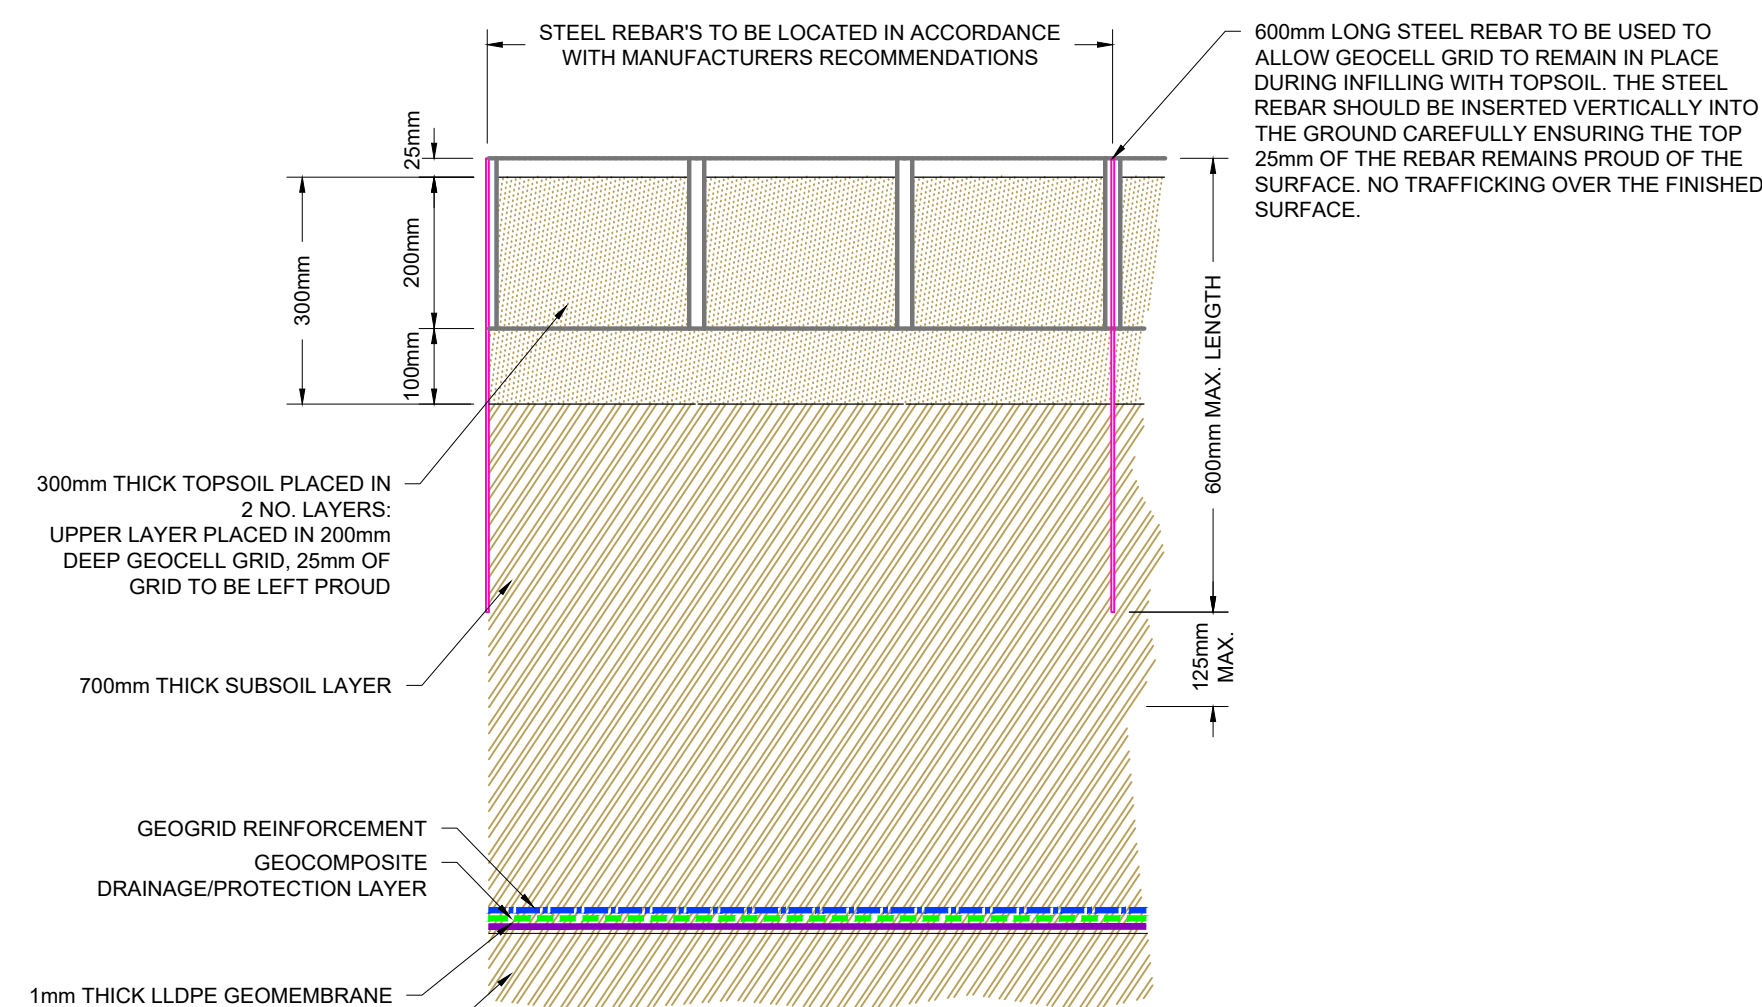 STEEL REBAR'S TO BE LOCATED IN ACCORDANCE
WITH MANUFACTURERS RECOMMENDATIONS
600mm LONG STEEL REBAR TO BE USED TO
ALLOW GEOCELL GRID TO REMAIN IN PLACE
DURING INFILLING WITH TOPSOIL. THE STEEL
REBAR SHOULD BE INSERTED VERTICALLY INTO
THE GROUND CAREFULLY ENSURING THE TOP
25mm OF THE REBAR REMAINS PROUD OF THE
SURFACE. NO TRAFFICKING OVER THE FINISHED
SURFACE.
25mm
200mm
300mm
100mm
600mm MAX. LENGTH
300mm THICK TOPSOIL PLACED IN
2 NO. LAYERS:
UPPER LAYER PLACED IN 200mm
DEEP GEOCELL GRID, 25mm OF
GRID TO BE LEFT PROUD
125mm
MAX.
700mm THICK SUBSOIL LAYER
GEOGRID REINFORCEMENT
GEOCOMPOSITE
DRAINAGE/PROTECTION LAYER
1mm THICK LLDPE GEOMEMBRANE